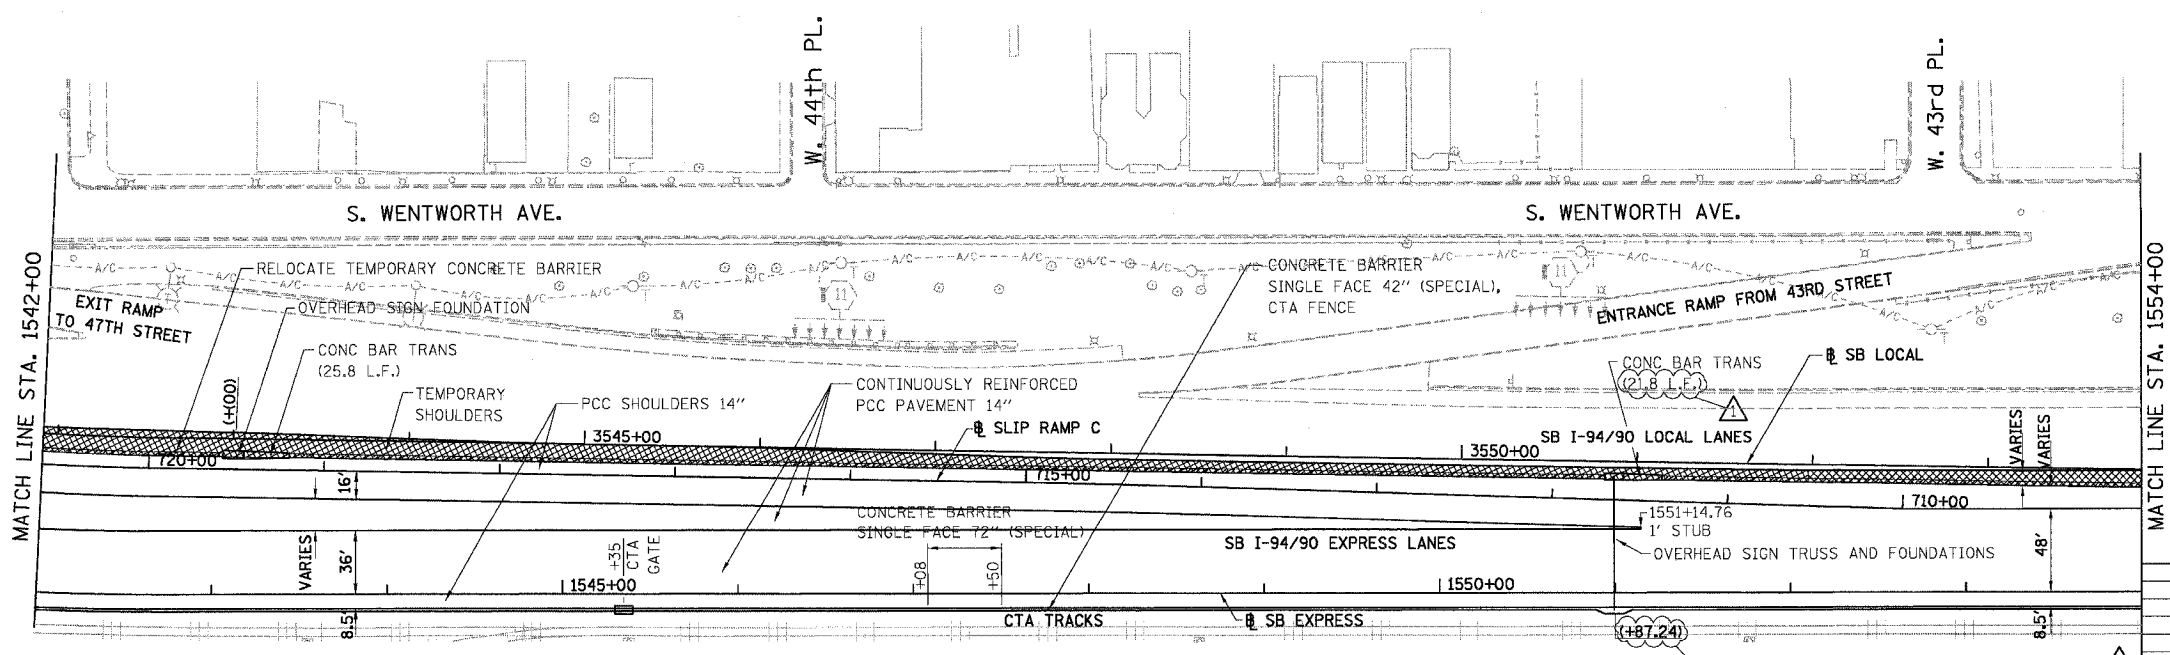 W. 44th PL.
W. 43rd PL.
S. WENTWORTH AVE.
S. WENTWORTH AVE.
MATCH LINE STA. 1542+00
MATCH LINE STA. 1554+00
A/C A/C A/C A/C A/C A/C A/C A/C A/C A/C A/C A/C A/C
RELOCATE TEMPORARY CONCRETE BARRIER
CONCRETE BARRIER
SINGLE FACE 42" (SPECIAL),
CTA FENCE
11
11
EXIT RAMP
TO 47TH STREET
OVERHEAD SIGN FOUNDATION
ENTRANCE RAMP FROM 43RD STREET
CONC BAR TRANS
(25.8 L.F.)
TEMPORARY
SHOULDERS
(+00)
PCC SHOULDERS 14"
CONTINUOUSLY REINFORCED
PCC PAVEMENT 14"
℄ SLIP RAMP C
CONC BAR TRANS
(21.8 L.F.)
1
℄ SB LOCAL
SB I-94/90 LOCAL LANES
VARIES
VARIES
3545+00
3550+00
720+00
715+00
710+00
16'
CONCRETE BARRIER
SINGLE FACE 72" (SPECIAL)
1551+14.76
1' STUB
SB I-94/90 EXPRESS LANES
OVERHEAD SIGN TRUSS AND FOUNDATIONS
VARIES
36'
+35
CTA
GATE
+08
+50
48'
1545+00
1550+00
8.5'
CTA TRACKS
℄ SB EXPRESS
(+87.24)
8.5'